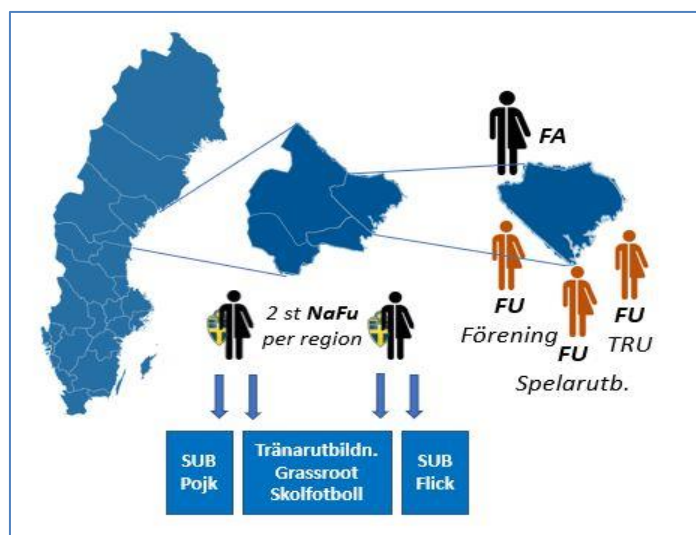 FA
2 st NaFu
per region
FU
Förening
FU
Spelarutb.
FU
TRU
SUB
Pojk
Tränarutbildn.
Grassroot
Skolfotboll
SUB
Flick